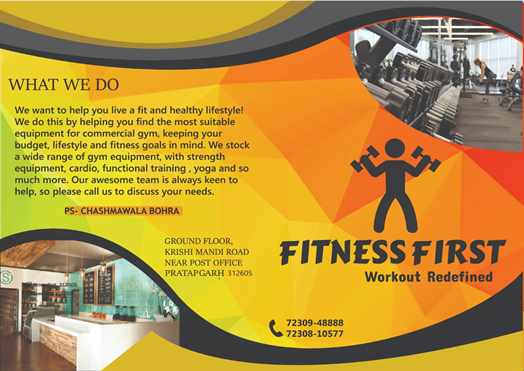 WHAT WE DO
We want to help you live a fit and healthy lifestyle!
We do this by helping you find the most suitable
equipment for commercial gym, keeping your
budget, lifestyle and fitness goals in mind. We stock
a wide range of gym equipment, with strength
equipment, cardio, functional training , yoga and so
much more. Our awesome team is always keen to
help, so please call us to discuss your needs.
PS- CHASHMAWALA BOHRA
GROUND FLOOR,
KRISHI MANDI ROAD
NEAR POST OFFICE
PRATAPGARH 312605
FITNESS FIRST
Workout Redefined
72309-48888
72308-10577
S